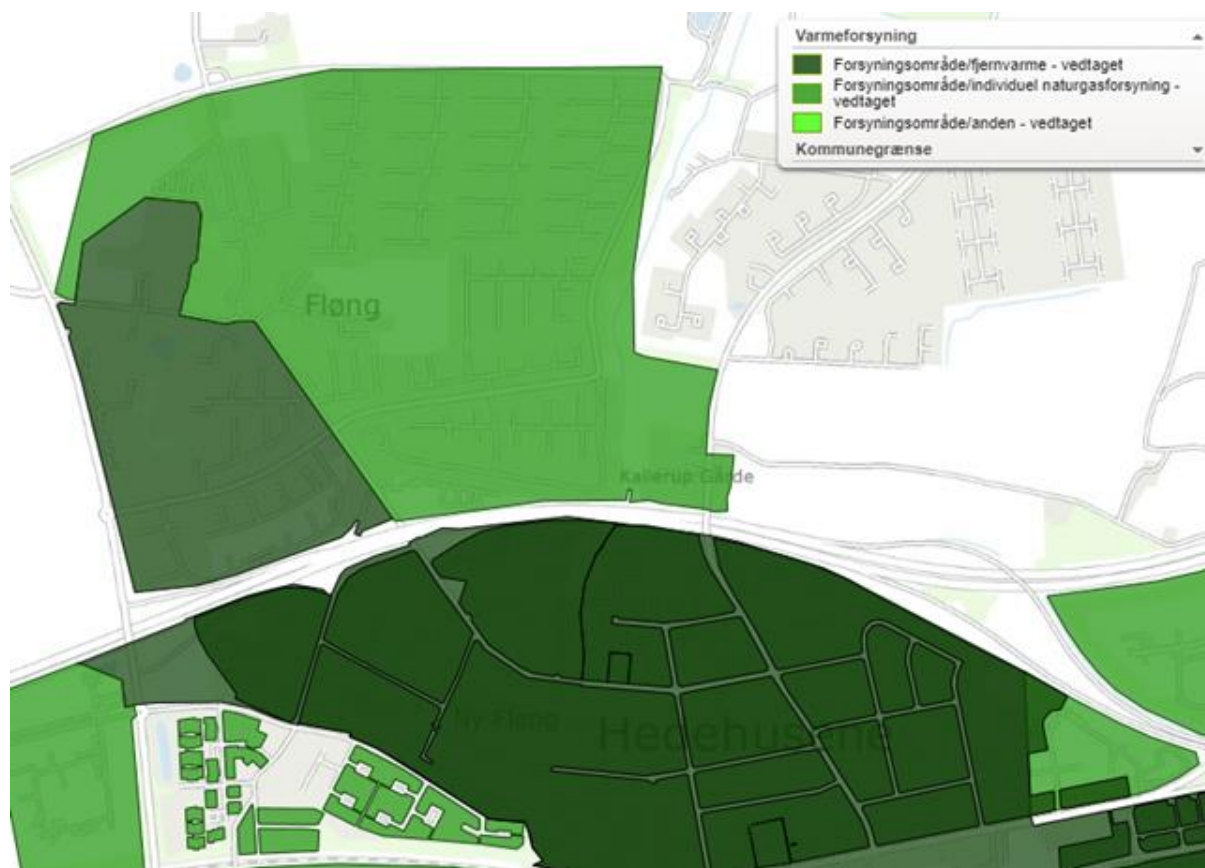 Varmeforsyning
Forsyningsområde/fjernvarme - vedtaget
Forsyningsområde/individuel naturgasforsyning -
vedtaget
Forsyningsområde/anden - vedtaget
Kommunegrænse
Fløng
Kallerup Gårde
Ny Fløng
Hedehusene